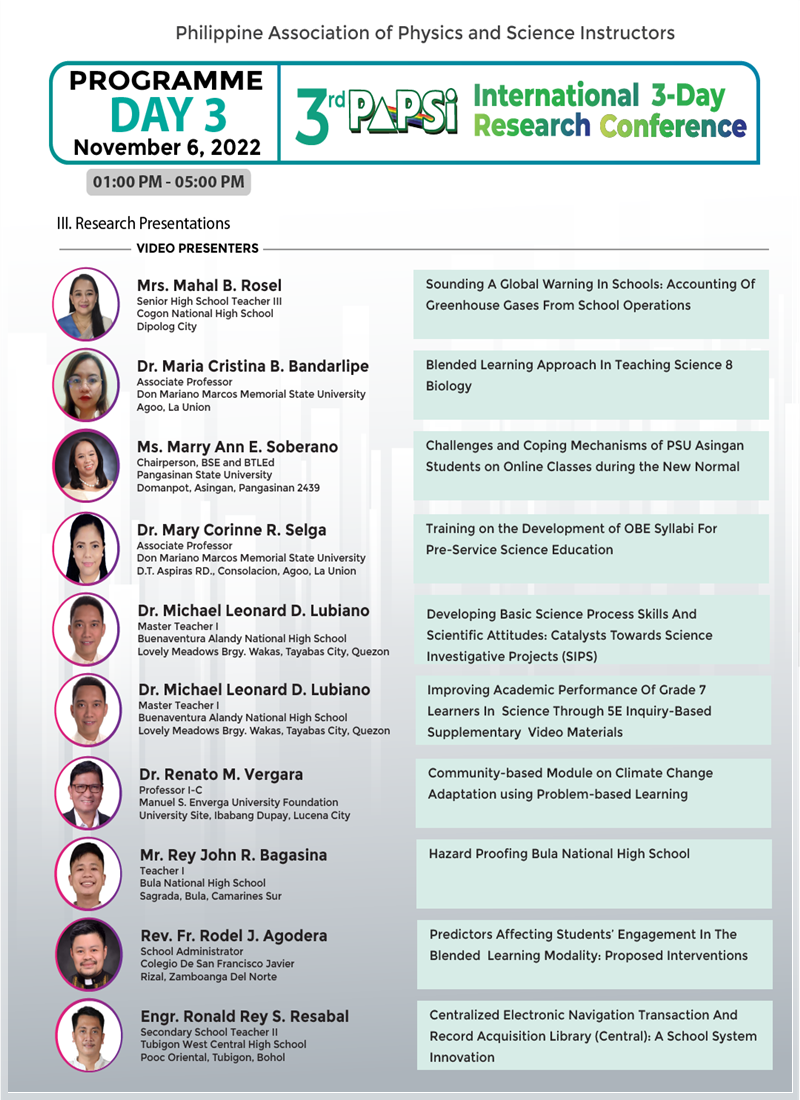 Philippine Association of Physics and Science Instructors
PROGRAMME
DAY 3
November 6, 2022
3rd PAPSi
International 3-Day
Research Conference
01:00 PM - 05:00 PM
III. Research Presentations
VIDEO PRESENTERS
Mrs. Mahal B. Rosel
Senior High School Teacher III
Cogon National High School
Dipolog City
Sounding A Global Warning In Schools: Accounting Of
Greenhouse Gases From School Operations
Dr. Maria Cristina B. Bandarlipe
Associate Professor
Don Mariano Marcos Memorial State University
Agoo, La Union
Blended Learning Approach In Teaching Science 8
Biology
Ms. Marry Ann E. Soberano
Chairperson, BSE and BTLEd
Pangasinan State University
Domanpot, Asingan, Pangasinan 2439
Challenges and Coping Mechanisms of PSU Asingan
Students on Online Classes during the New Normal
Dr. Mary Corinne R. Selga
Associate Professor
Don Mariano Marcos Memorial State University
D.T. Aspiras RD., Consolacion, Agoo, La Union
Training on the Development of OBE Syllabi For
Pre-Service Science Education
Dr. Michael Leonard D. Lubiano
Master Teacher I
Buenaventura Alandy National High School
Lovely Meadows Brgy. Wakas, Tayabas City, Quezon
Developing Basic Science Process Skills And
Scientific Attitudes: Catalysts Towards Science
Investigative Projects (SIPS)
Dr. Michael Leonard D. Lubiano
Master Teacher I
Buenaventura Alandy National High School
Lovely Meadows Brgy. Wakas, Tayabas City, Quezon
Improving Academic Performance Of Grade 7
Learners In Science Through 5E Inquiry-Based
Supplementary Video Materials
Dr. Renato M. Vergara
Professor I-C
Manuel S. Enverga University Foundation
University Site, Ibabang Dupay, Lucena City
Community-based Module on Climate Change
Adaptation using Problem-based Learning
Mr. Rey John R. Bagasina
Teacher I
Bula National High School
Sagrada, Bula, Camarines Sur
Hazard Proofing Bula National High School
Rev. Fr. Rodel J. Agodera
School Administrator
Colegio De San Francisco Javier
Rizal, Zamboanga Del Norte
Predictors Affecting Students' Engagement In The
Blended Learning Modality: Proposed Interventions
Engr. Ronald Rey S. Resabal
Secondary School Teacher II
Tubigon West Central High School
Pooc Oriental, Tubigon, Bohol
Centralized Electronic Navigation Transaction And
Record Acquisition Library (Central): A School System
Innovation